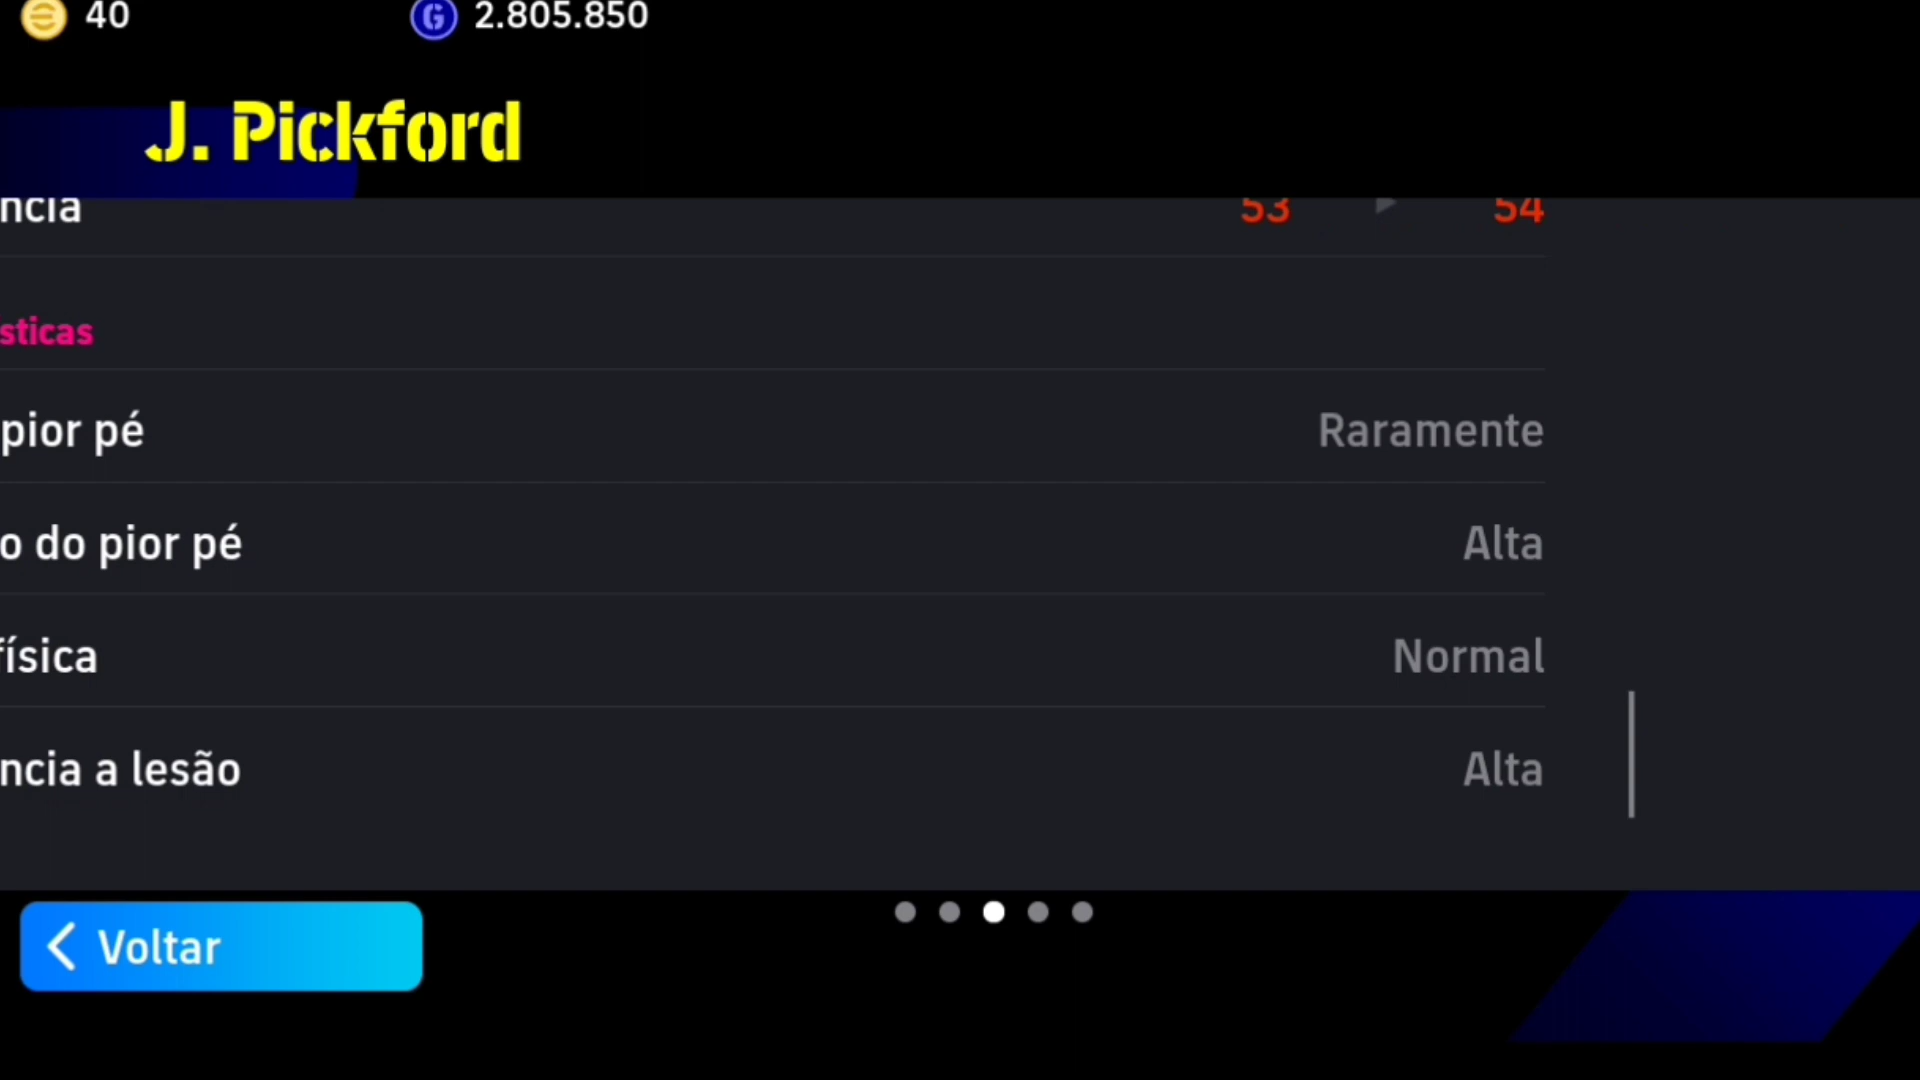 40
2.805.850
J. Pickford
ncia 53 54
sticas
pior pé Raramente
o do pior pé Alta
física Normal
ncia a lesão Alta
Voltar